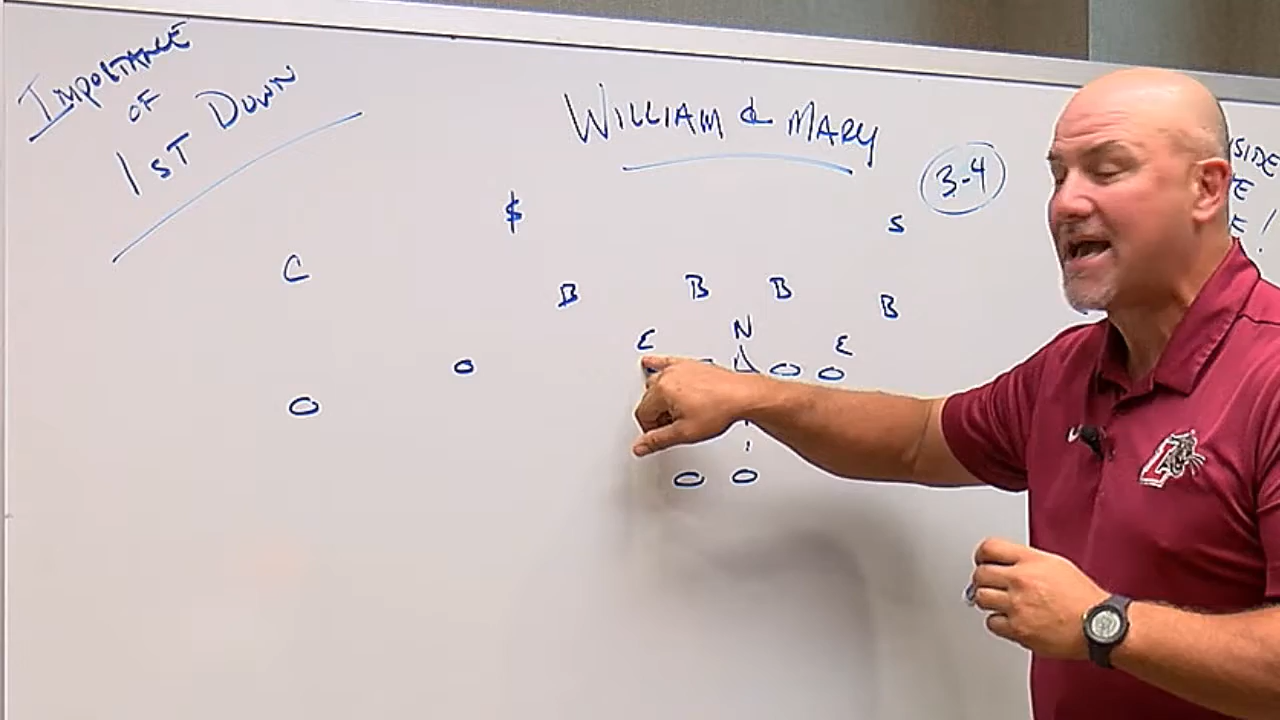 IMPORTANCE
OF
1ST DOWN
WILLIAM & MARY
3-4
$
S
C
B B B B
N
E E